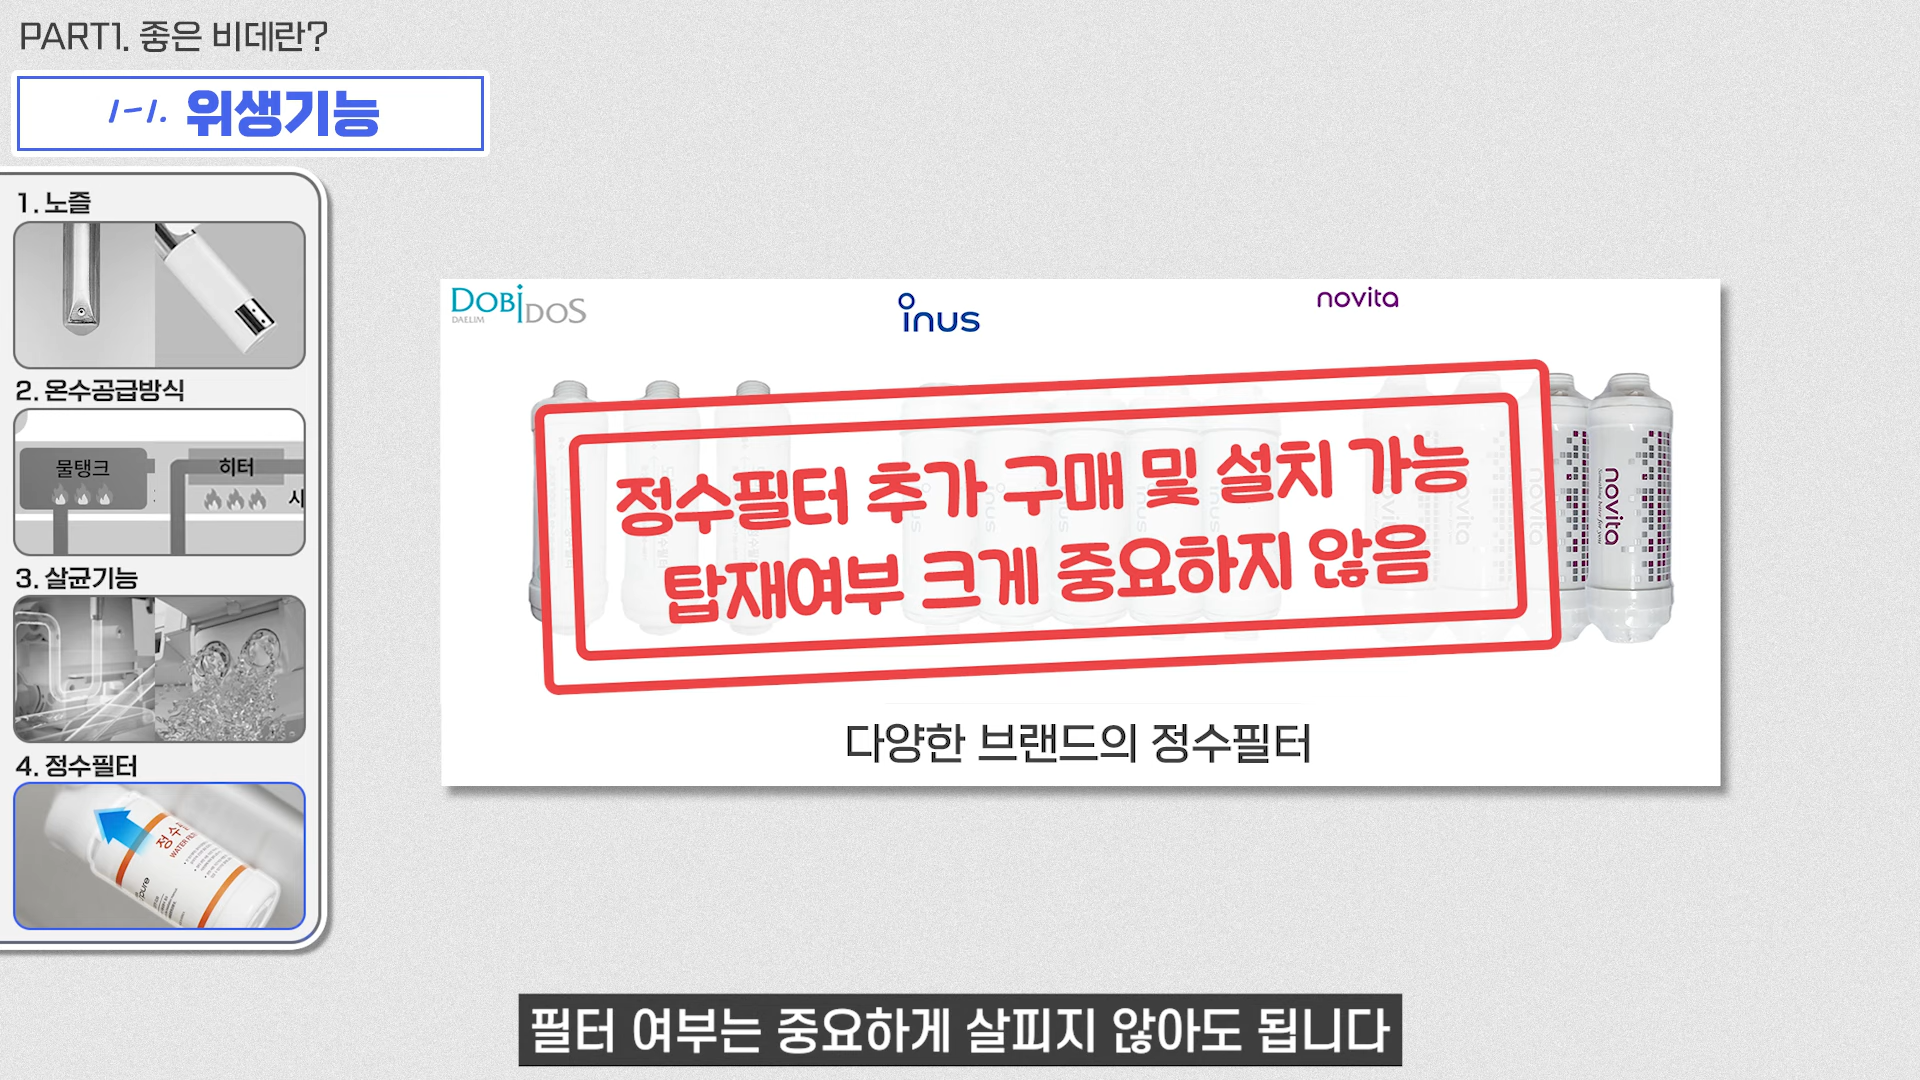 PART1. 좋은 비데란?
1-1. 위생기능
1. 노즐
2. 온수공급방식
물탱크
히터
3. 살균기능
4. 정수필터
WATER
pure
DOBIDOS
DAELIM
inus
novita
정수필터 추가 구매 및 설치 가능
탑재여부 크게 중요하지 않음
novita
다양한 브랜드의 정수필터
필터 여부는 중요하게 살피지 않아도 됩니다